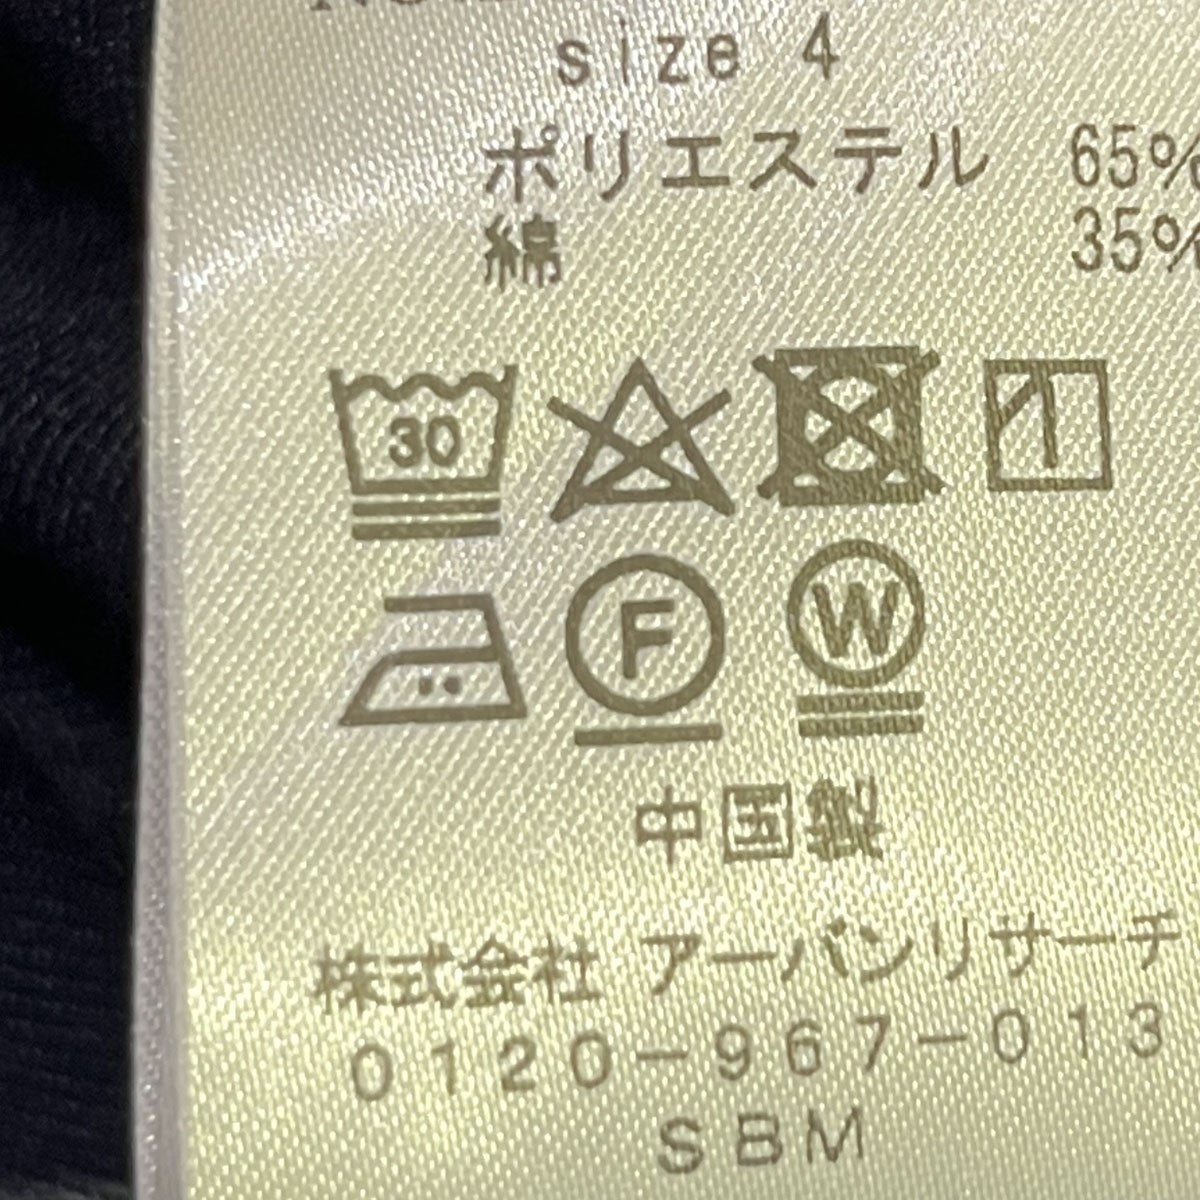 size 4
ポリエステル 65%
綿 35%
30
F W
中国製
株式会社 アーバンリサーチ
0120-967-013
SBM